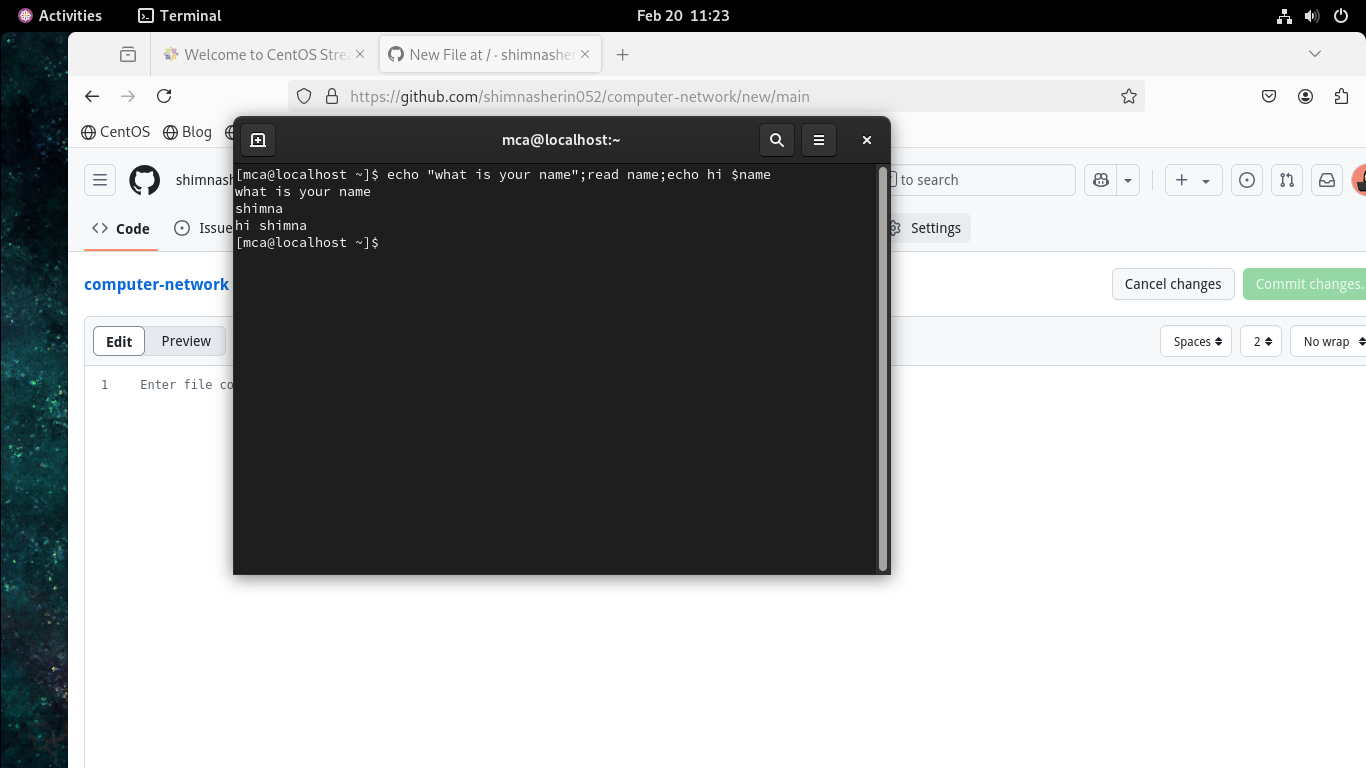 Activities
Terminal
Feb 20 11:23
Welcome to CentOS Strea
New File at / · shimnasher
https://github.com/shimnasherin052/computer-network/new/main
CentOS
Blog
mca@localhost:~
[mca@localhost ~]$ echo "what is your name";read name;echo hi $name
what is your name
shimna
hi shimna
[mca@localhost ~]$
shimnash
to search
Code
Issue
Settings
computer-network
Cancel changes
Commit changes.
Edit
Preview
Spaces
2
No wrap
1
Enter file co